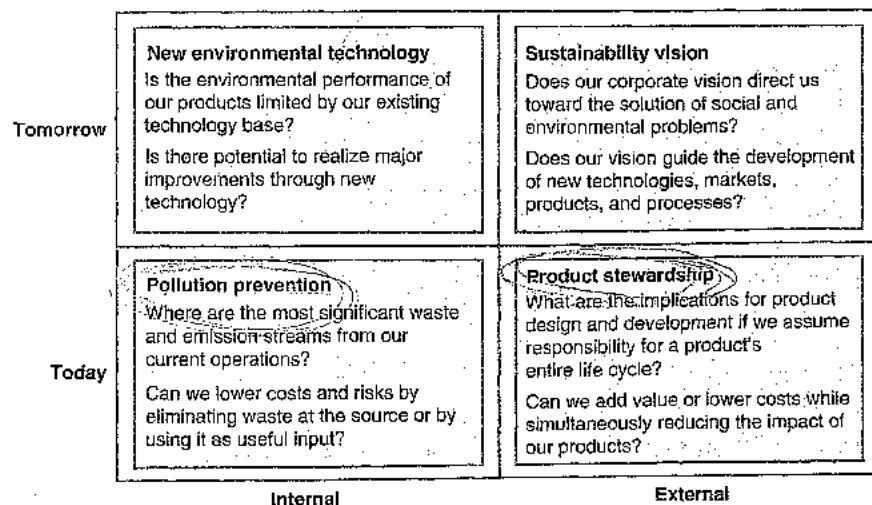 New environmental technology
Is the environmental performance of
our products limited by our existing
technology base?
Is there potential to realize major
improvements through new
technology?
Sustainability vision
Does our corporate vision direct us
toward the solution of social and
environmental problems?
Does our vision guide the development
of new technologies, markets,
products, and processes?
Tomorrow
Pollution prevention
Where are the most significant waste
and emission streams from our
current operations?
Can we lower costs and risks by
eliminating waste at the source or by
using it as useful input?
Product stewardship
What are the implications for product
design and development if we assume
responsibility for a product's
entire life cycle?
Can we add value or lower costs while
simultaneously reducing the impact of
our products?
Today
Internal
External